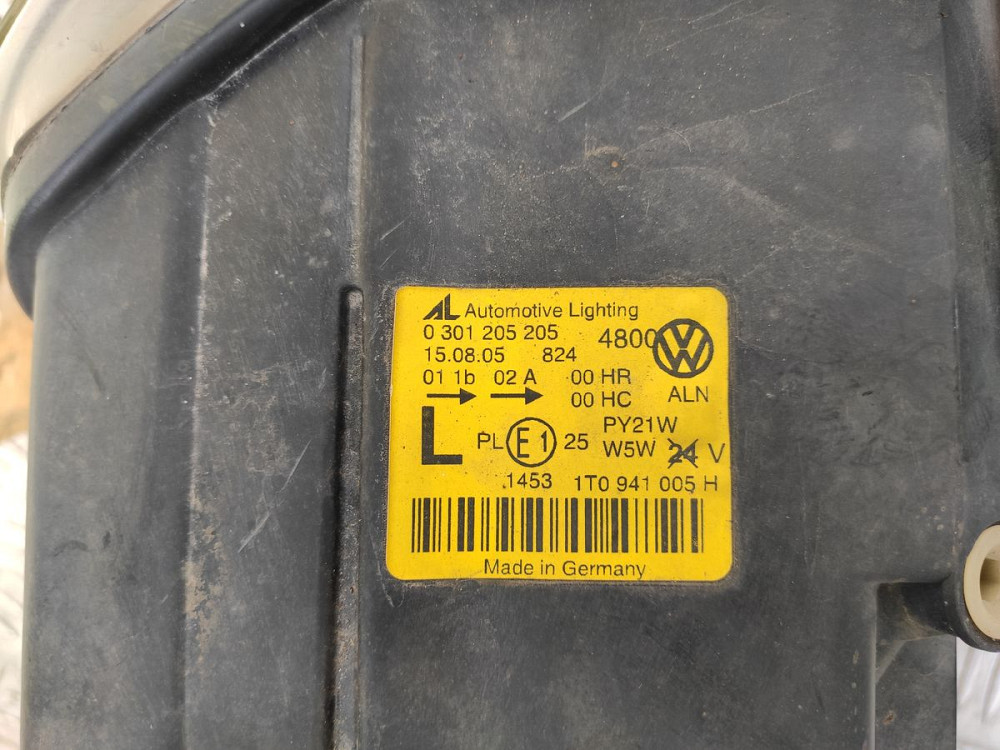 AL Automotive Lighting
0 301 205 205 4800
15.08.05 824
01 1b 02 A 00 HR
00 HC ALN
L PL E1 25 PY21W
W5W 24 V
1453 1T0 941 005 H
Made in Germany